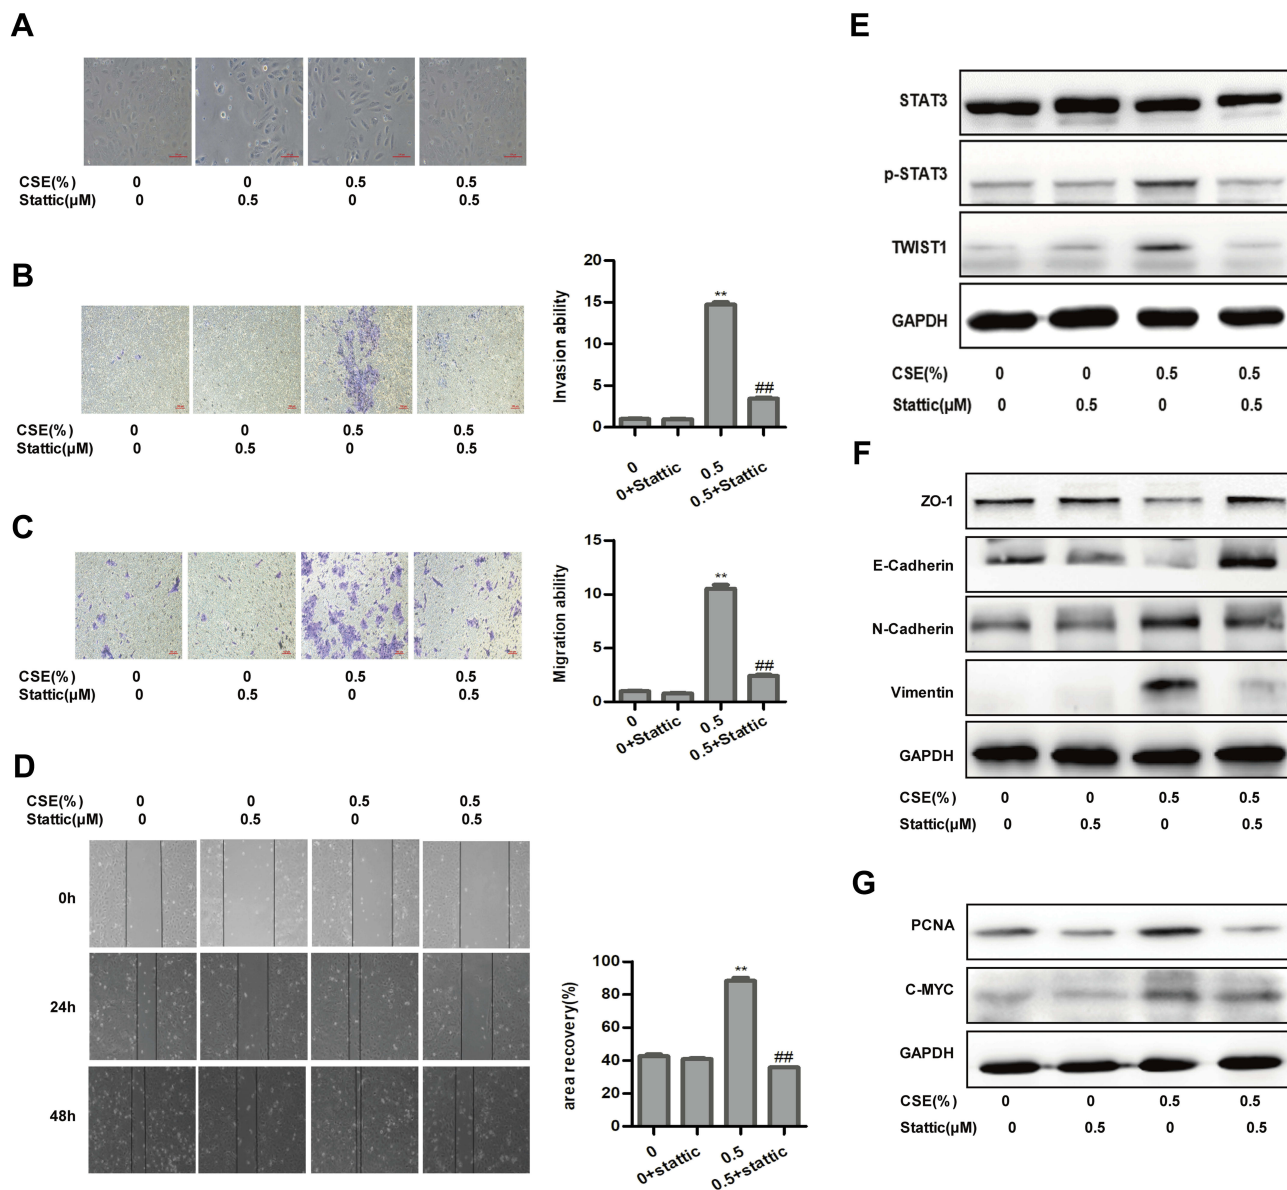 A
CSE(%) 0 0 0.5 0.5
Stattic(µM) 0 0.5 0 0.5
B
CSE(%) 0 0 0.5 0.5
Stattic(µM) 0 0.5 0 0.5
Invasion ability
20
15
10
5
0
**
##
0 0+Stattic 0.5 0.5+Stattic
C
CSE(%) 0 0 0.5 0.5
Stattic(µM) 0 0.5 0 0.5
Migration ability
15
10
5
0
**
##
0 0+Stattic 0.5 0.5+Stattic
D
CSE(%) 0 0 0.5 0.5
Stattic(µM) 0 0.5 0 0.5
0h
24h
48h
area recovery(%)
100
80
60
40
20
0
**
##
0 0+stattic 0.5 0.5+stattic
E
STAT3
p-STAT3
TWIST1
GAPDH
CSE(%) 0 0 0.5 0.5
Stattic(µM) 0 0.5 0 0.5
F
ZO-1
E-Cadherin
N-Cadherin
Vimentin
GAPDH
CSE(%) 0 0 0.5 0.5
Stattic(µM) 0 0.5 0 0.5
G
PCNA
C-MYC
GAPDH
CSE(%) 0 0 0.5 0.5
Stattic(µM) 0 0.5 0 0.5